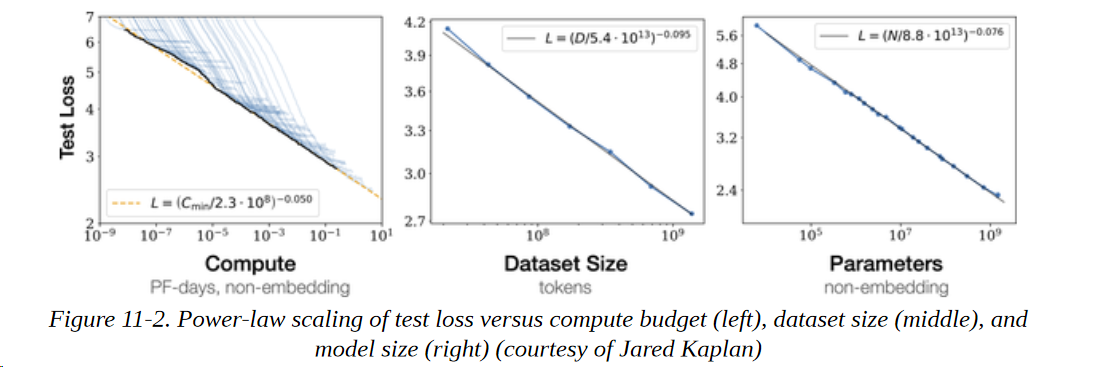 7
6
5
4
3
2
Test Loss
L = (C_min/2.3 · 10⁸)^−0.050
10⁻⁹ 10⁻⁷ 10⁻⁵ 10⁻³ 10⁻¹ 10¹
Compute
PF-days, non-embedding
4.2
3.9
3.6
3.3
3.0
2.7
L = (D/5.4 · 10¹³)^−0.095
10⁸ 10⁹
Dataset Size
tokens
5.6
4.8
4.0
3.2
2.4
L = (N/8.8 · 10¹³)^−0.076
10⁵ 10⁷ 10⁹
Parameters
non-embedding
Figure 11-2. Power-law scaling of test loss versus compute budget (left), dataset size (middle), and
model size (right) (courtesy of Jared Kaplan)